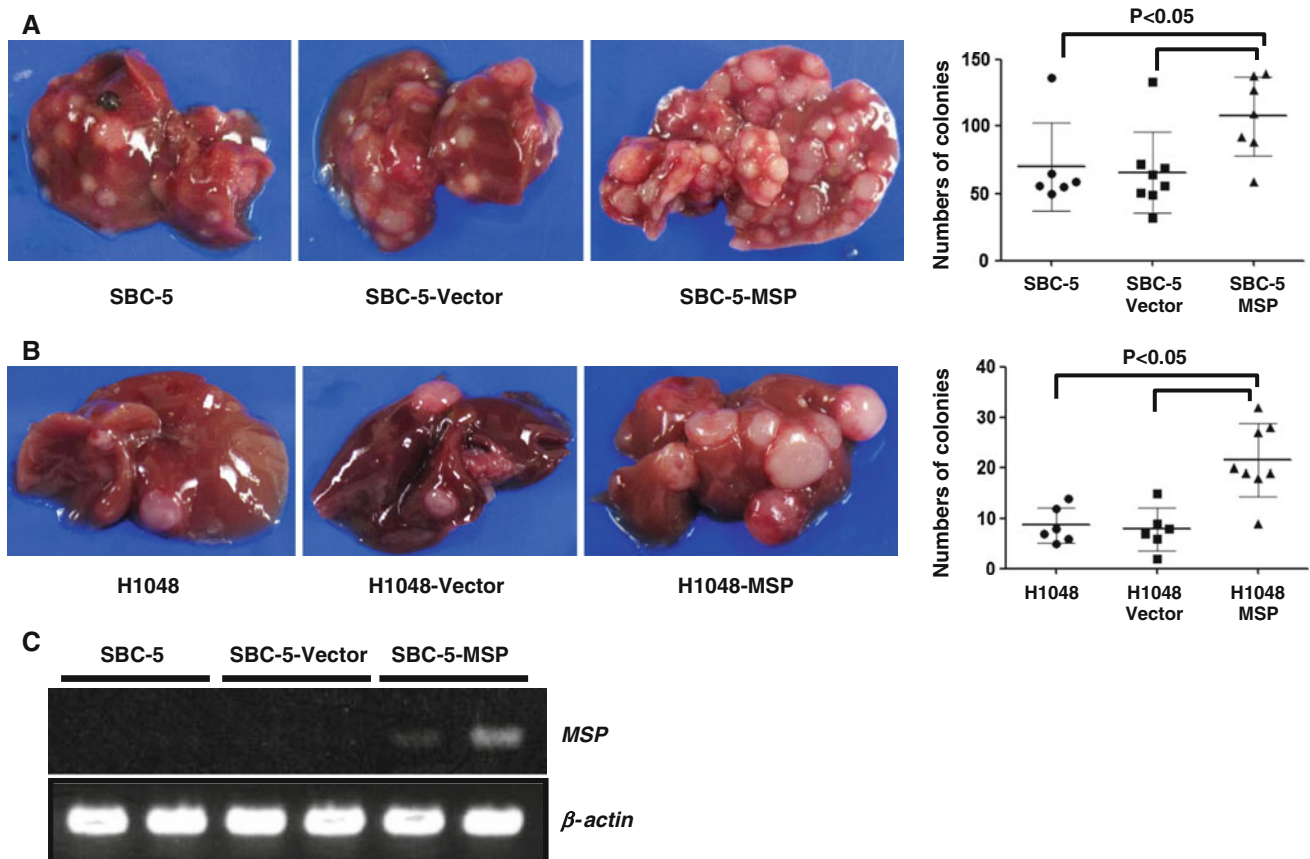 A
SBC-5
SBC-5-Vector
SBC-5-MSP
P<0.05
Numbers of colonies
150
100
50
0
SBC-5
SBC-5
Vector
SBC-5
MSP
B
H1048
H1048-Vector
H1048-MSP
P<0.05
Numbers of colonies
40
30
20
10
0
H1048
H1048
Vector
H1048
MSP
C
SBC-5
SBC-5-Vector
SBC-5-MSP
MSP
β-actin